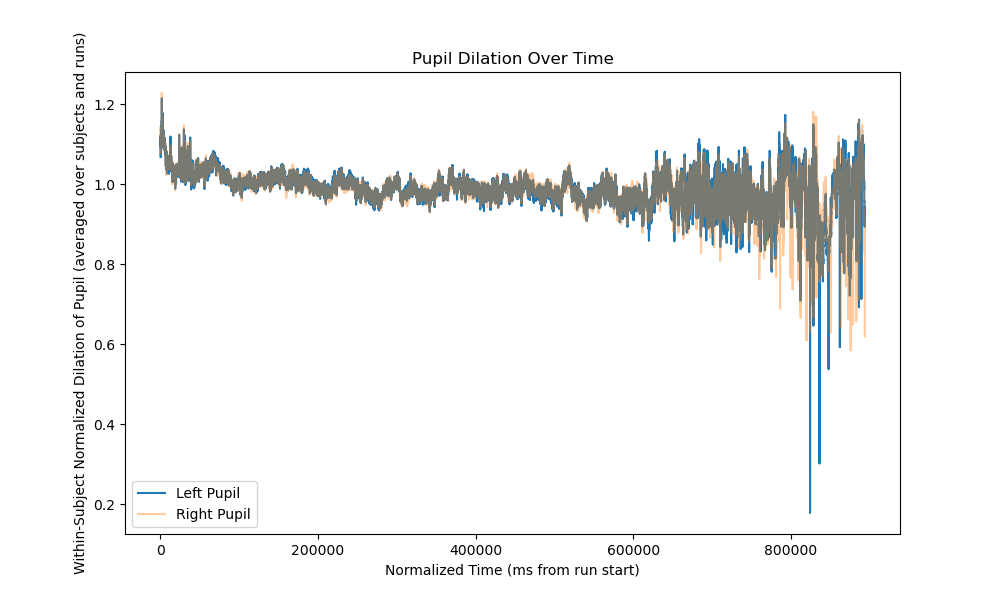 Pupil Dilation Over Time
Within-Subject Normalized Dilation of Pupil (averaged over subjects and runs)
1.2
1.0
0.8
0.6
0.4
0.2
Left Pupil
Right Pupil
0
200000
400000
600000
800000
Normalized Time (ms from run start)